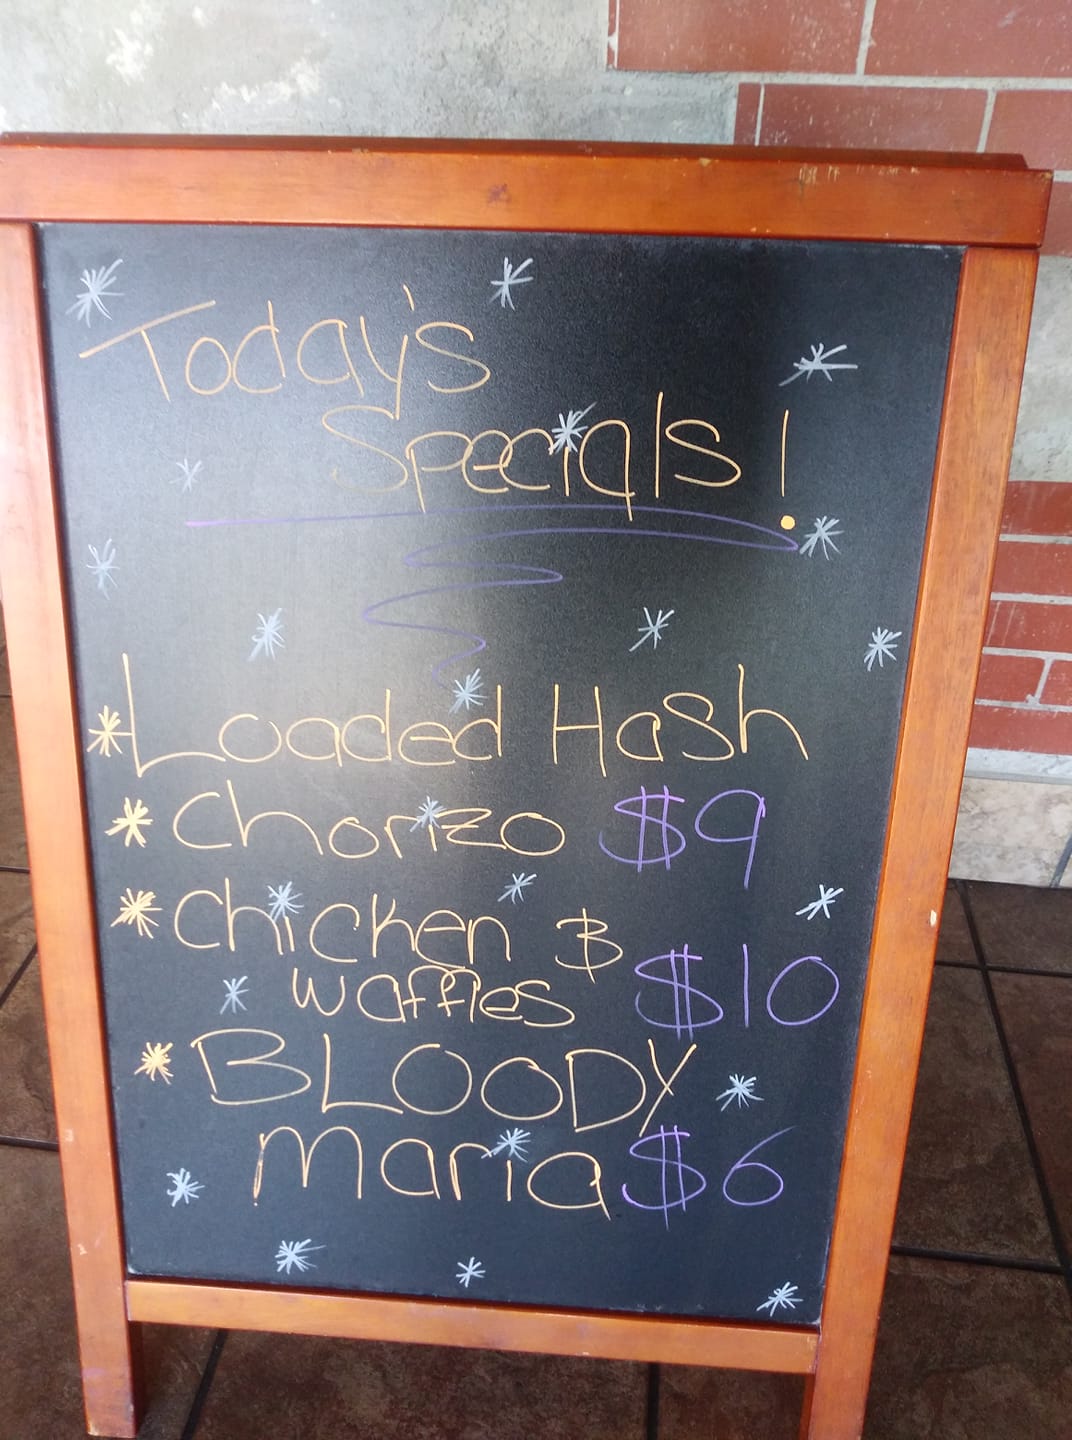 Today's
Specials!
*Loaded Hash
*Chorizo $9
*Chicken &
Waffles $10
*BLOODY
Maria $6